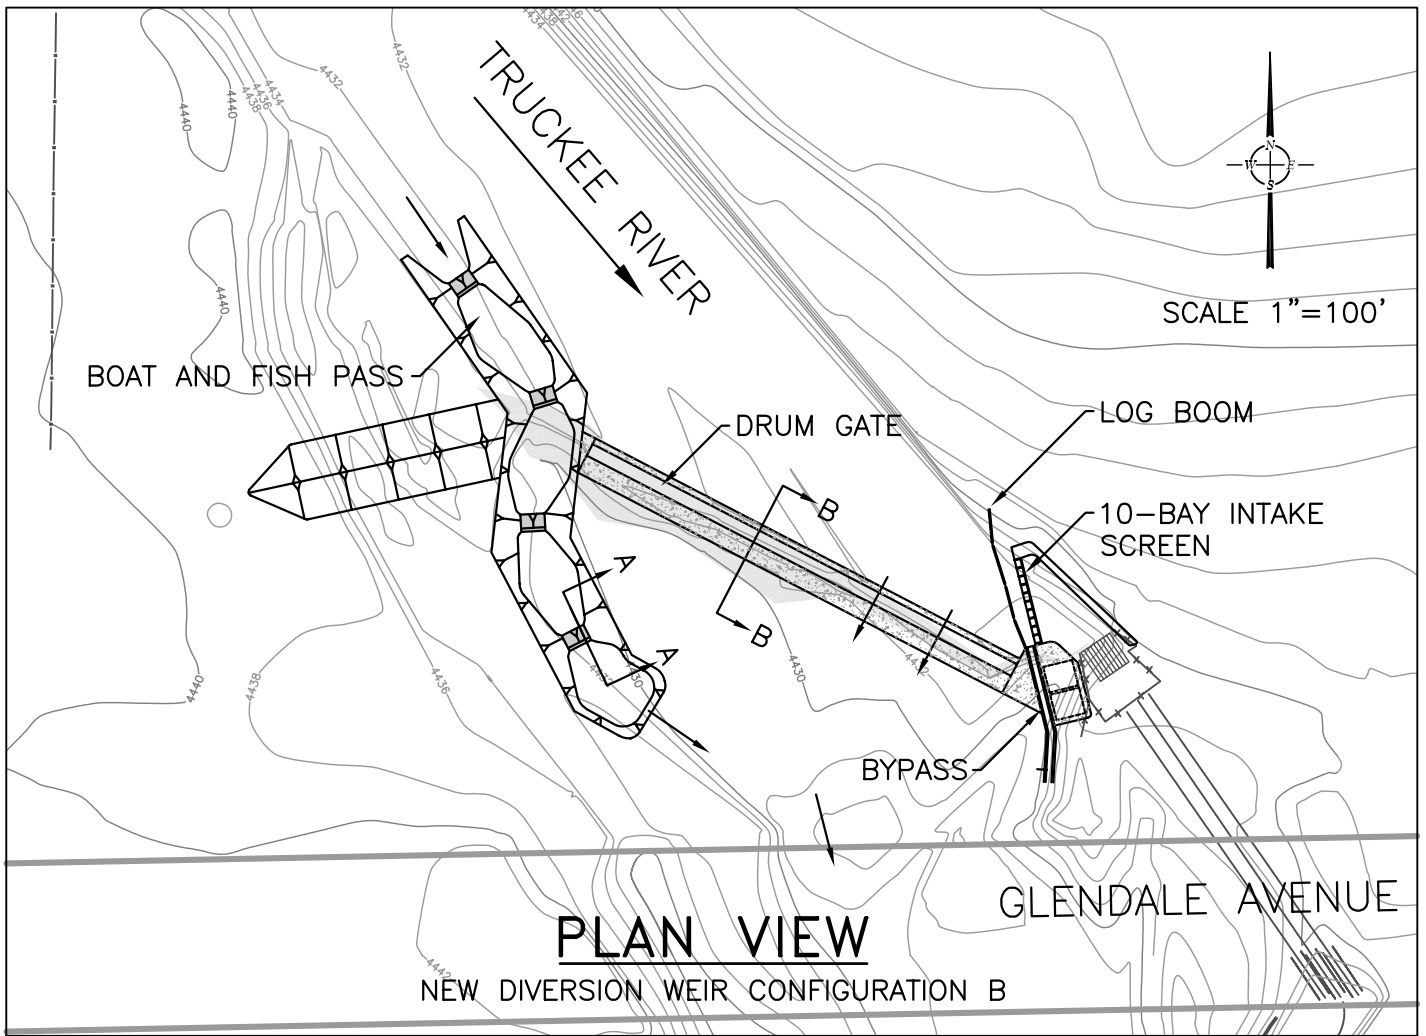 4432
4432
4434
4436
4438
4440
4440
TRUCKEE RIVER
N
W E
S
SCALE 1"=100'
4440
BOAT AND FISH PASS
DRUM GATE
LOG BOOM
B
10-BAY INTAKE
SCREEN
A
B
A
4440
4438
4436
4430
4430
BYPASS
GLENDALE AVENUE
PLAN VIEW
4442
NEW DIVERSION WEIR CONFIGURATION B